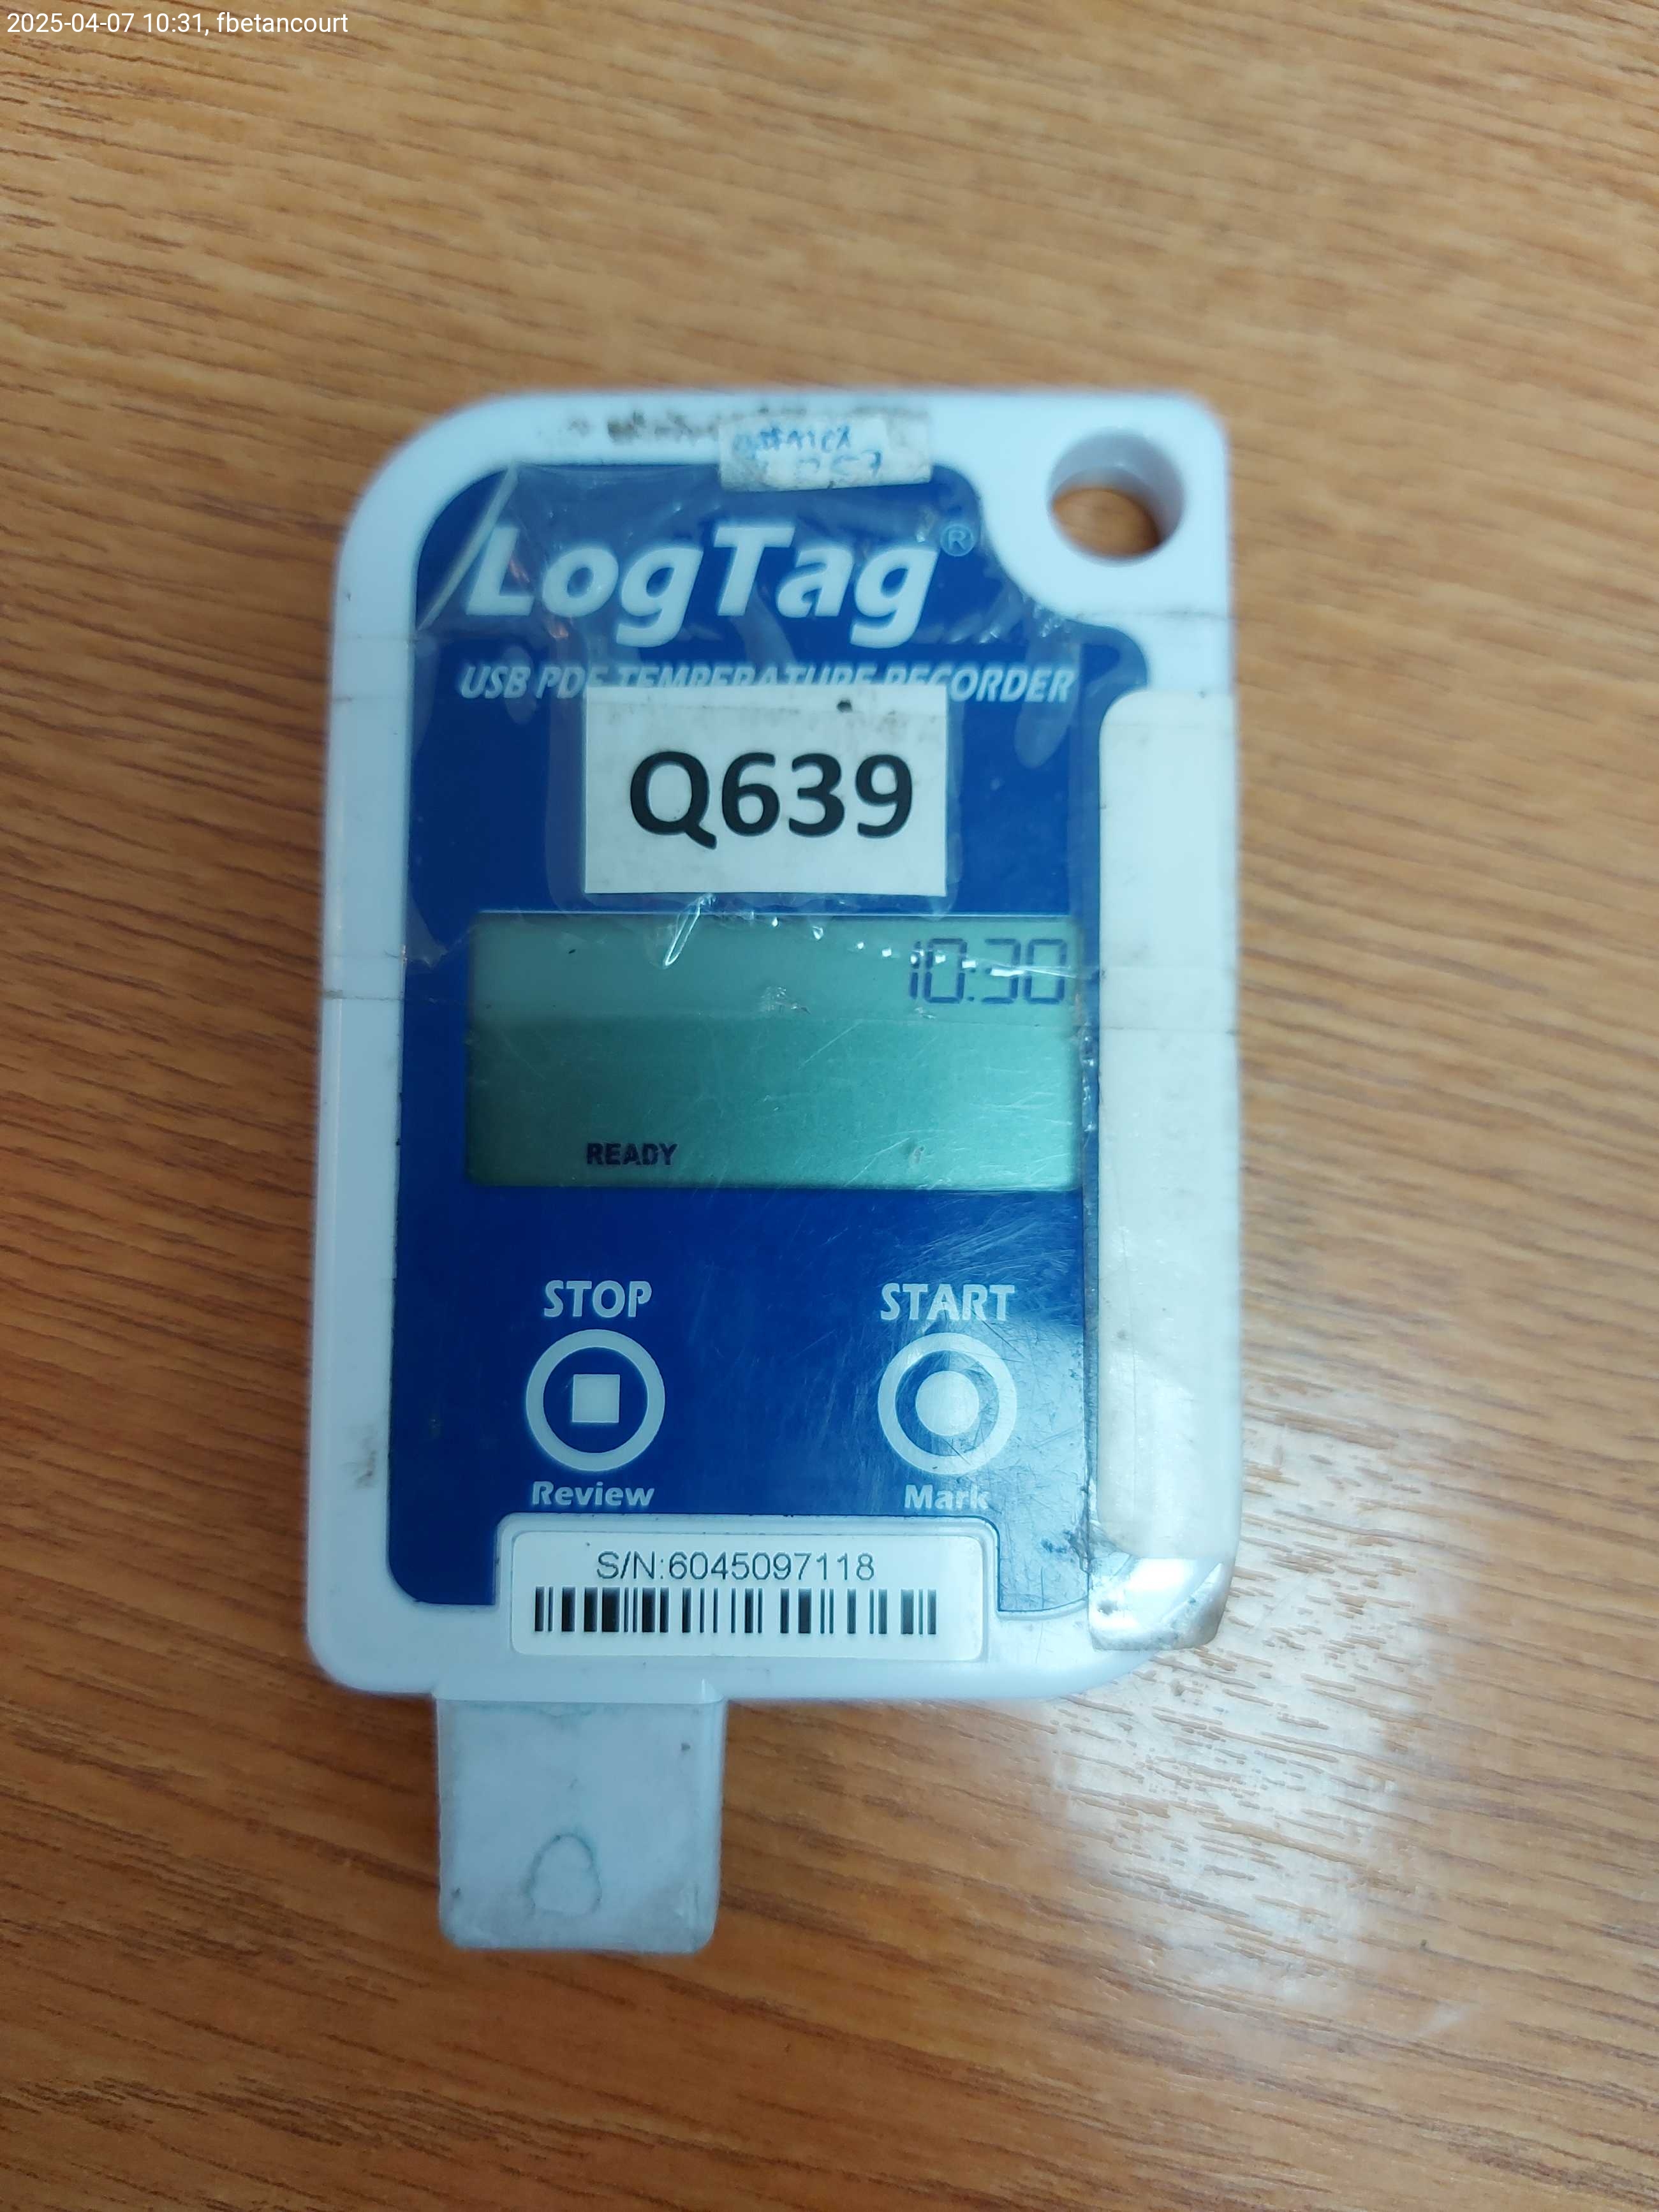 2025-04-07 10:31, fbetancourt
LogTag®
USB PDF TEMPERATURE RECORDER
Q639
10:30
READY
STOP START
Review Mark
S/N:6045097118